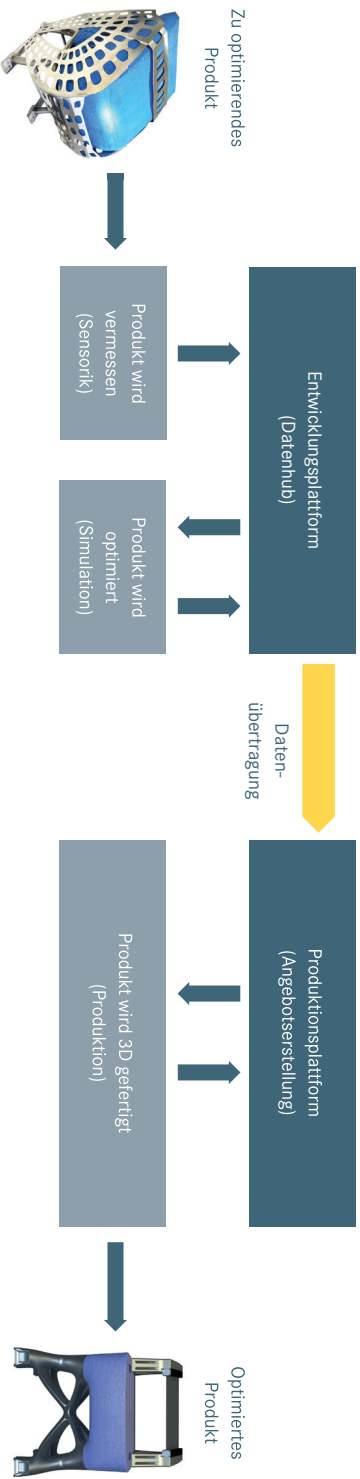 Zu optimierendes
Produkt
Entwicklungsplattform
(Datenhub)
Produkt wird
vermessen
(Sensorik)
Produkt wird
optimiert
(Simulation)
Daten-
übertragung
Produktionsplattform
(Angebotserstellung)
Produkt wird 3D gefertigt
(Produktion)
Optimiertes
Produkt